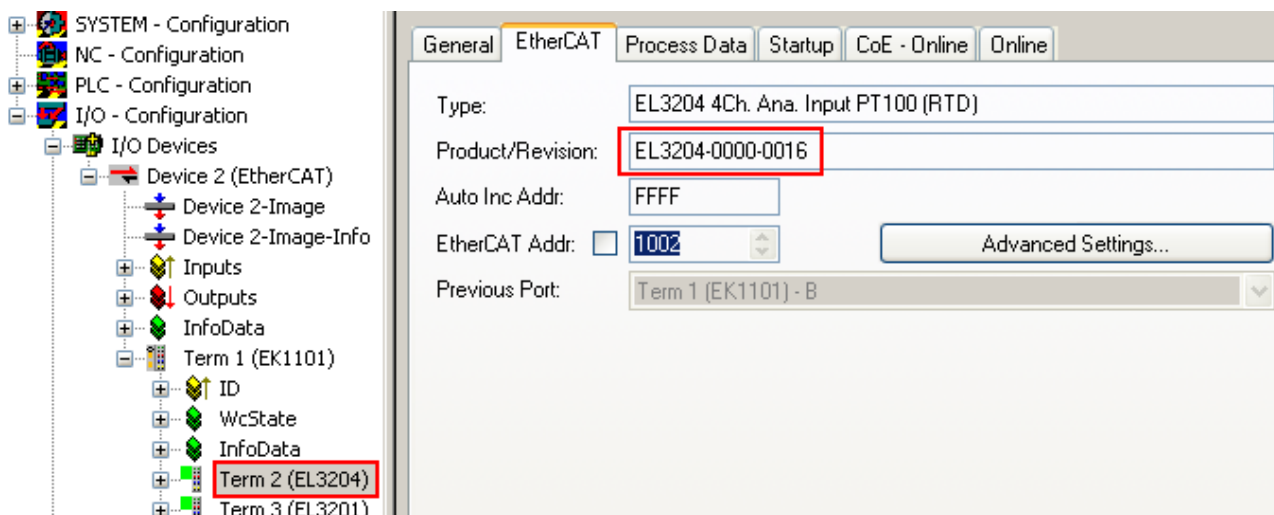 SYSTEM - Configuration
NC - Configuration
PLC - Configuration
I/O - Configuration
I/O Devices
Device 2 (EtherCAT)
Device 2-Image
Device 2-Image-Info
Inputs
Outputs
InfoData
Term 1 (EK1101)
ID
WcState
InfoData
Term 2 (EL3204)
Term 3 (EL3201)
General EtherCAT Process Data Startup CoE - Online Online
Type: EL3204 4Ch. Ana. Input PT100 (RTD)
Product/Revision: EL3204-0000-0016
Auto Inc Addr: FFFF
EtherCAT Addr: 1002 Advanced Settings...
Previous Port: Term 1 (EK1101) - B